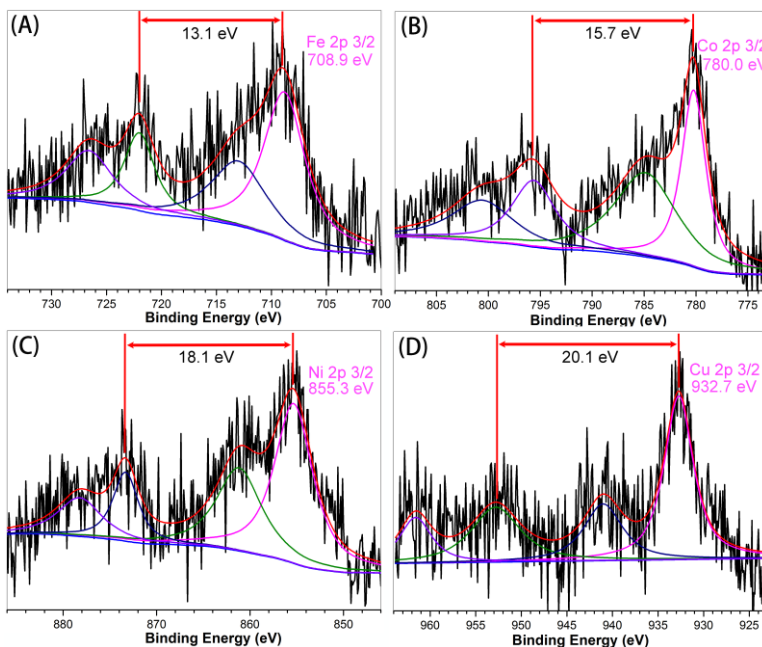 (A)
13.1 eV
Fe 2p 3/2
708.9 eV
730 725 720 715 710 705 700
Binding Energy (eV)
(B)
15.7 eV
Co 2p 3/2
780.0 eV
805 800 795 790 785 780 775
Binding Energy (eV)
(C)
18.1 eV
Ni 2p 3/2
855.3 eV
880 870 860 850
Binding Energy (eV)
(D)
20.1 eV
Cu 2p 3/2
932.7 eV
960 955 950 945 940 935 930 925
Binding Energy (eV)